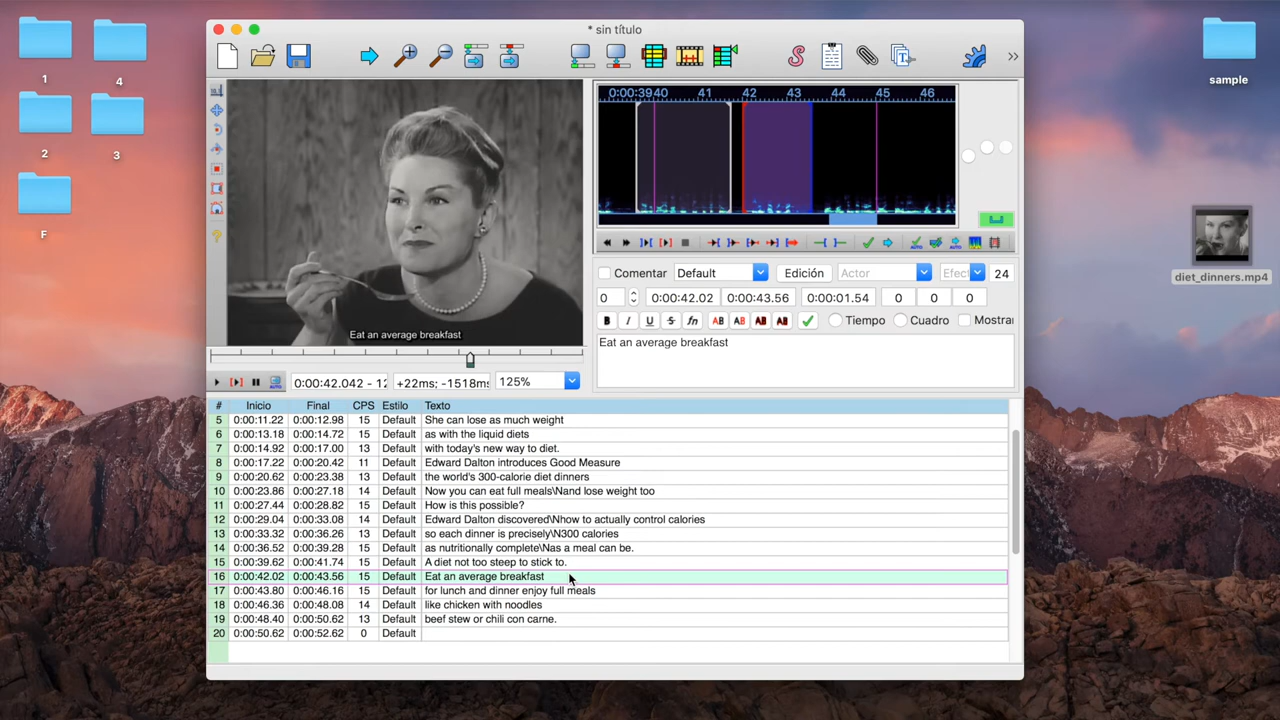 * sin título
1
4
2
3
F
sample
diet_dinners.mp4
0:00:39 40 41 42 43 44 45 46
Eat an average breakfast
0:00:42.042 - 12
+22ms; -1518ms
125%
Comentar Default Edición Actor Efect 24
0 0:00:42.02 0:00:43.56 0:00:01.54 0 0 0
B I U S fn AB AB AB AB Tiempo Cuadro Mostrar
Eat an average breakfast
# Inicio Final CPS Estilo Texto
5 0:00:11.22 0:00:12.98 15 Default She can lose as much weight
6 0:00:13.18 0:00:14.72 15 Default as with the liquid diets
7 0:00:14.92 0:00:17.00 13 Default with today's new way to diet.
8 0:00:17.22 0:00:20.42 11 Default Edward Dalton introduces Good Measure
9 0:00:20.62 0:00:23.38 13 Default the world's 300-calorie diet dinners
10 0:00:23.86 0:00:27.18 14 Default Now you can eat full meals\Nand lose weight too
11 0:00:27.44 0:00:28.82 15 Default How is this possible?
12 0:00:29.04 0:00:33.08 14 Default Edward Dalton discovered\Nhow to actually control calories
13 0:00:33.32 0:00:36.26 13 Default so each dinner is precisely\N300 calories
14 0:00:36.52 0:00:39.28 15 Default as nutritionally complete\Nas a meal can be.
15 0:00:39.62 0:00:41.74 15 Default A diet not too steep to stick to.
16 0:00:42.02 0:00:43.56 15 Default Eat an average breakfast
17 0:00:43.80 0:00:46.16 15 Default for lunch and dinner enjoy full meals
18 0:00:46.36 0:00:48.08 14 Default like chicken with noodles
19 0:00:48.40 0:00:50.62 13 Default beef stew or chili con carne.
20 0:00:50.62 0:00:52.62 0 Default